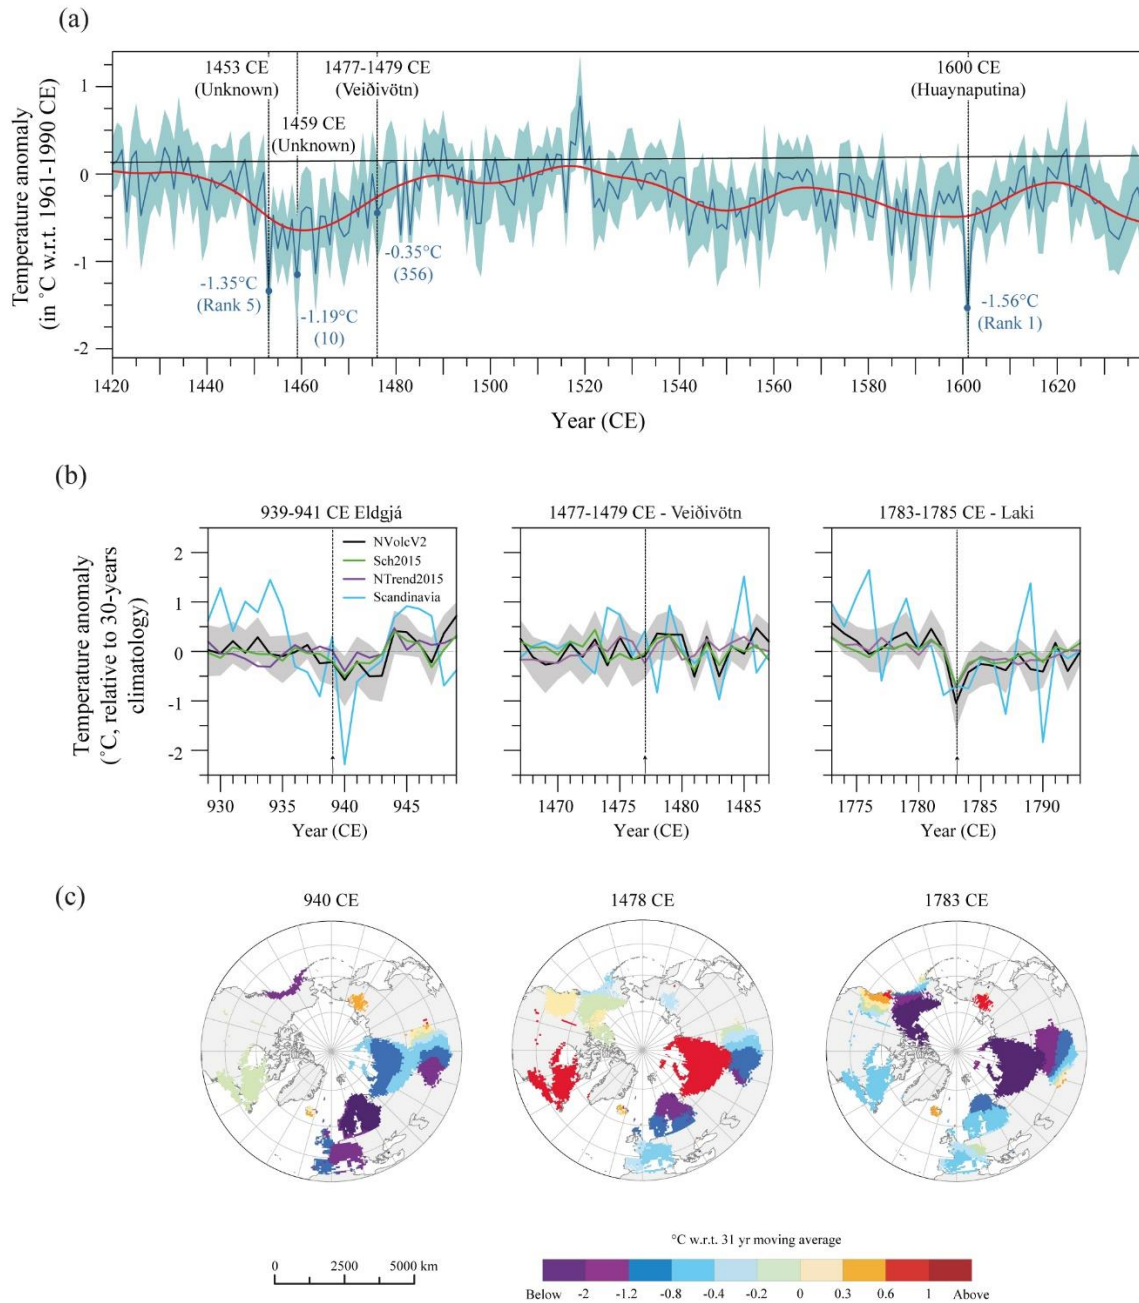 (a)
1453 CE
(Unknown)
1459 CE
(Unknown)
1477-1479 CE
(Veiðivötn)
1600 CE
(Huaynaputina)
Temperature anomaly
(in ˚C w.r.t. 1961-1990 CE)
1
0
-1
-2
-1.35°C
(Rank 5)
-1.19°C
(10)
-0.35°C
(356)
-1.56°C
(Rank 1)
1420 1440 1460 1480 1500 1520 1540 1560 1580 1600 1620
Year (CE)
(b)
939-941 CE Eldgjá
1477-1479 CE - Veiðivötn
1783-1785 CE - Laki
NVolcV2
Sch2015
NTrend2015
Scandinavia
Temperature anomaly
(˚C, relative to 30-years
climatology)
2
1
0
-1
-2
930 935 940 945
1470 1475 1480 1485
1775 1780 1785 1790
Year (CE)
Year (CE)
Year (CE)
(c)
940 CE
1478 CE
1783 CE
°C w.r.t. 31 yr moving average
0 2500 5000 km
Below -2 -1.2 -0.8 -0.4 -0.2 0 0.3 0.6 1 Above